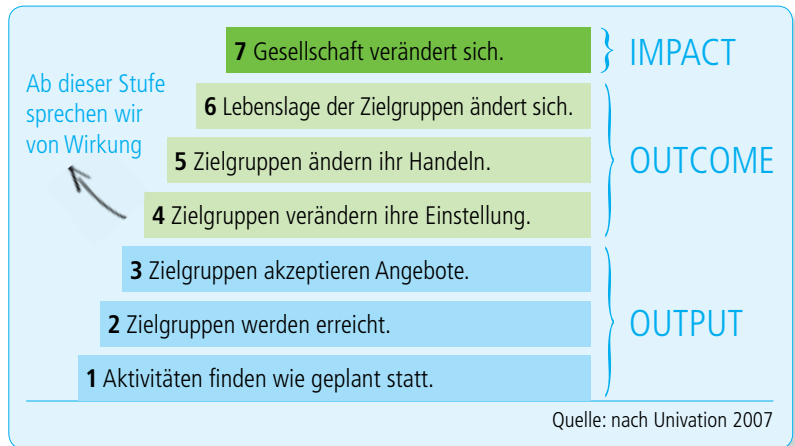 7 Gesellschaft verändert sich.
IMPACT
Ab dieser Stufe
sprechen wir
von Wirkung
6 Lebenslage der Zielgruppen ändert sich.
5 Zielgruppen ändern ihr Handeln.
OUTCOME
4 Zielgruppen verändern ihre Einstellung.
3 Zielgruppen akzeptieren Angebote.
2 Zielgruppen werden erreicht.
OUTPUT
1 Aktivitäten finden wie geplant statt.
Quelle: nach Univation 2007